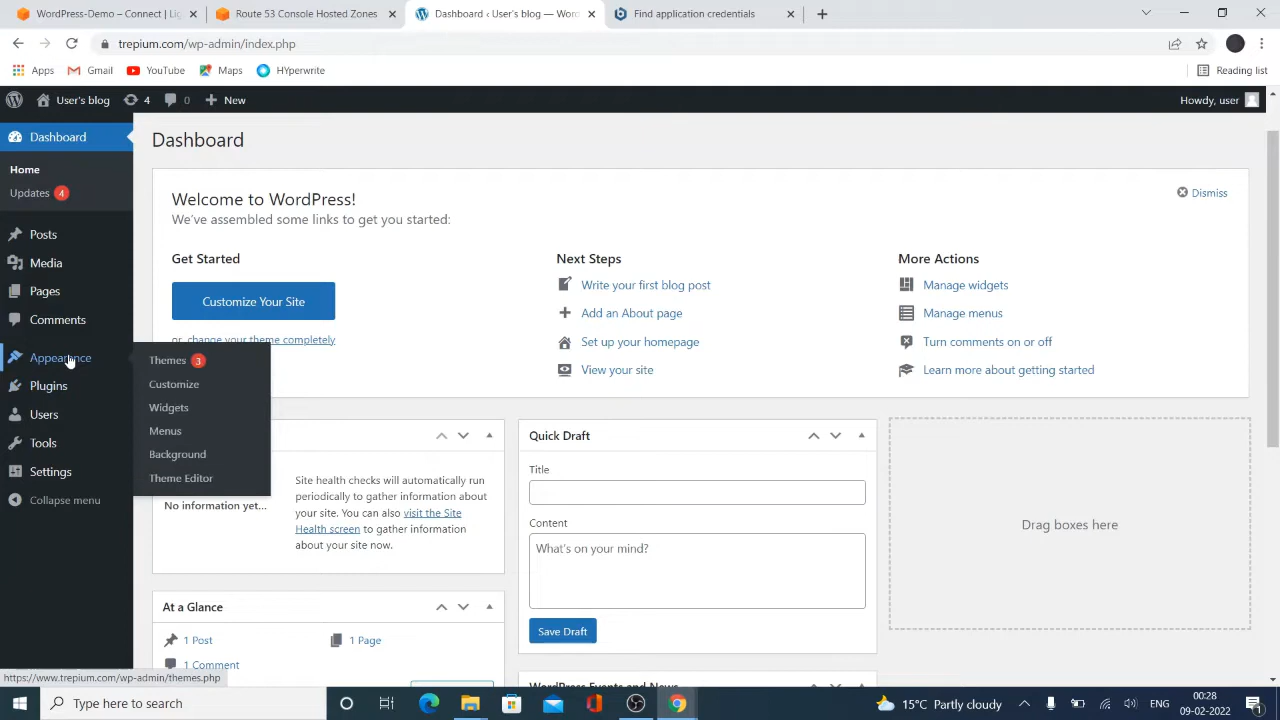 WordPress-Demo - Connect | Lig
Route 53 Console Hosted Zones
Dashboard ‹ User's blog — Word
Find application credentials
trepium.com/wp-admin/index.php
Apps
Gmail
YouTube
Maps
HYperwrite
Reading list
User's blog
4
0
New
Howdy, user
Dashboard
Home
Updates 4
Posts
Media
Pages
Comments
Appearance
Plugins
Users
Tools
Settings
Collapse menu
Themes 3
Customize
Widgets
Menus
Background
Theme Editor
Dashboard
Welcome to WordPress!
We've assembled some links to get you started:
Dismiss
Get Started
Customize Your Site
or, change your theme completely
Next Steps
Write your first blog post
Add an About page
Set up your homepage
View your site
More Actions
Manage widgets
Manage menus
Turn comments on or off
Learn more about getting started
No information yet...
Site health checks will automatically run
periodically to gather information about
your site. You can also visit the Site
Health screen to gather information
about your site now.
At a Glance
1 Post
1 Page
1 Comment
Quick Draft
Title
Content
What's on your mind?
Save Draft
WordPress Events and News
Drag boxes here
https://www.trepium.com/wp-admin/themes.php
Type here to search
15°C Partly cloudy
ENG
00:28
09-02-2022
1